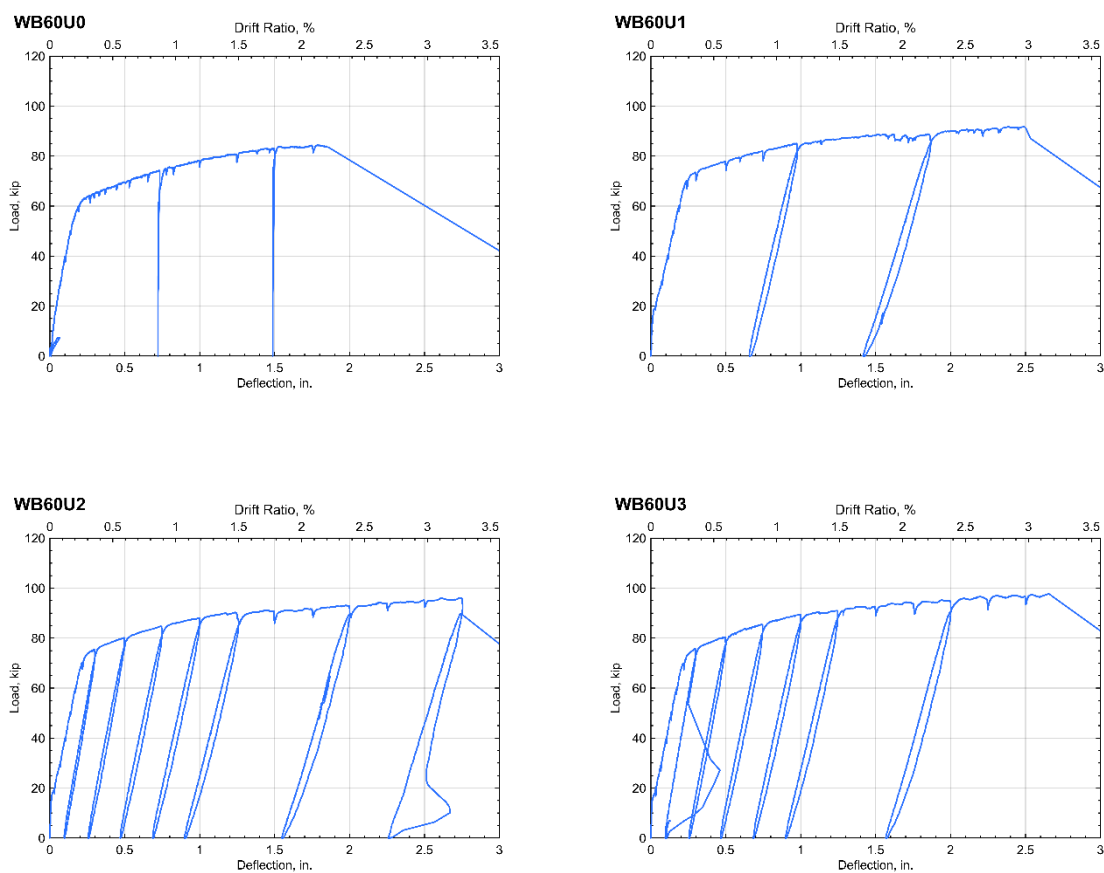 WB60U0
Drift Ratio, %
0 0.5 1 1.5 2 2.5 3 3.5
120
100
80
60
40
20
0
Load, kip
0 0.5 1 1.5 2 2.5 3
Deflection, in.
WB60U1
Drift Ratio, %
0 0.5 1 1.5 2 2.5 3 3.5
120
100
80
60
40
20
0
Load, kip
0 0.5 1 1.5 2 2.5 3
Deflection, in.
WB60U2
Drift Ratio, %
0 0.5 1 1.5 2 2.5 3 3.5
120
100
80
60
40
20
0
Load, kip
0 0.5 1 1.5 2 2.5 3
Deflection, in.
WB60U3
Drift Ratio, %
0 0.5 1 1.5 2 2.5 3 3.5
120
100
80
60
40
20
0
Load, kip
0 0.5 1 1.5 2 2.5 3
Deflection, in.